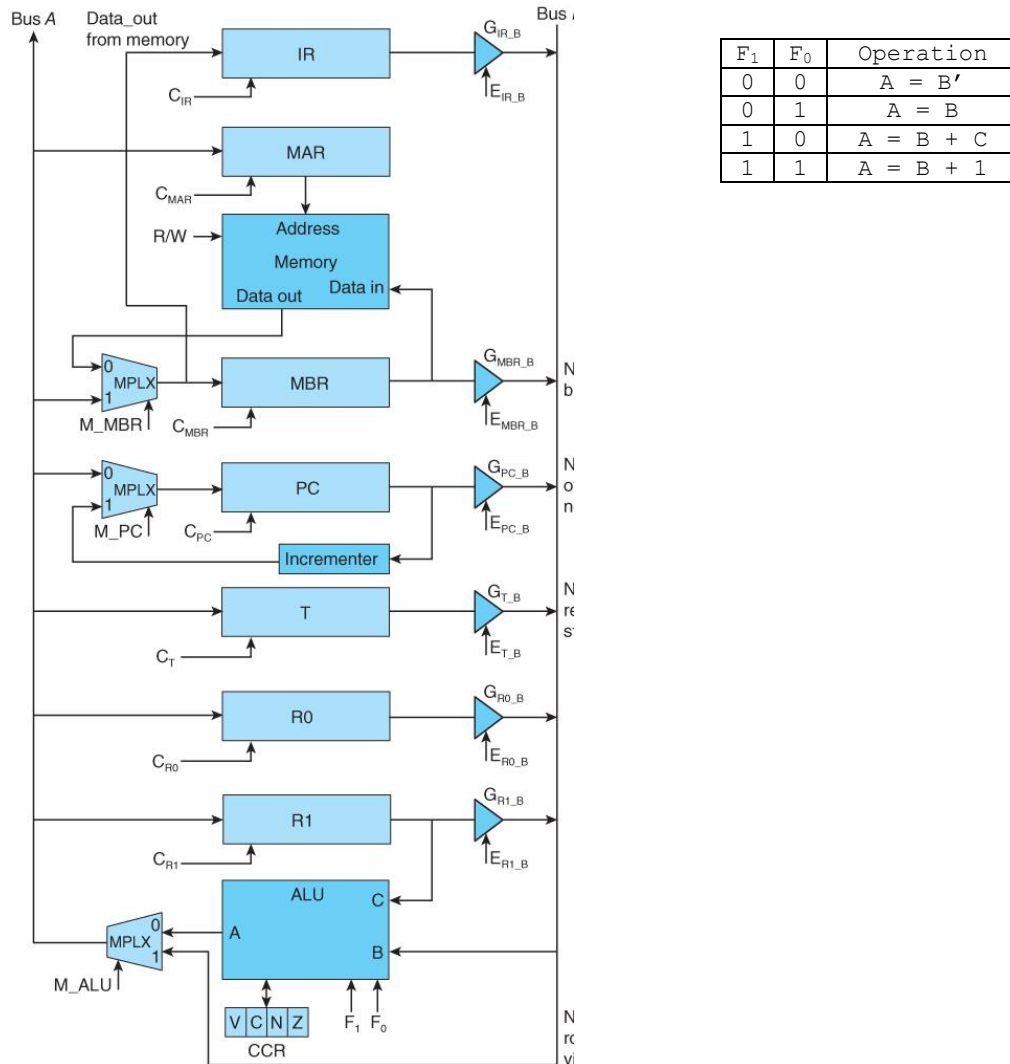 Bus A
Data_out
from memory
Bus
G_IR_B
IR
C_IR
E_IR_B
MAR
C_MAR
R/W
Address
Memory
Data in
Data out
0
MPLX
1
M_MBR
MBR
C_MBR
G_MBR_B
E_MBR_B
N
b
0
MPLX
1
M_PC
PC
C_PC
G_PC_B
E_PC_B
N
n
Incrementer
T
C_T
G_T_B
E_T_B
N
R0
C_R0
G_R0_B
E_R0_B
R1
C_R1
G_R1_B
E_R1_B
ALU
C
A
B
0
MPLX
1
M_ALU
V C N Z
CCR
F₁ F₀
N
F₁ F₀ Operation
0 0 A = B'
0 1 A = B
1 0 A = B + C
1 1 A = B + 1